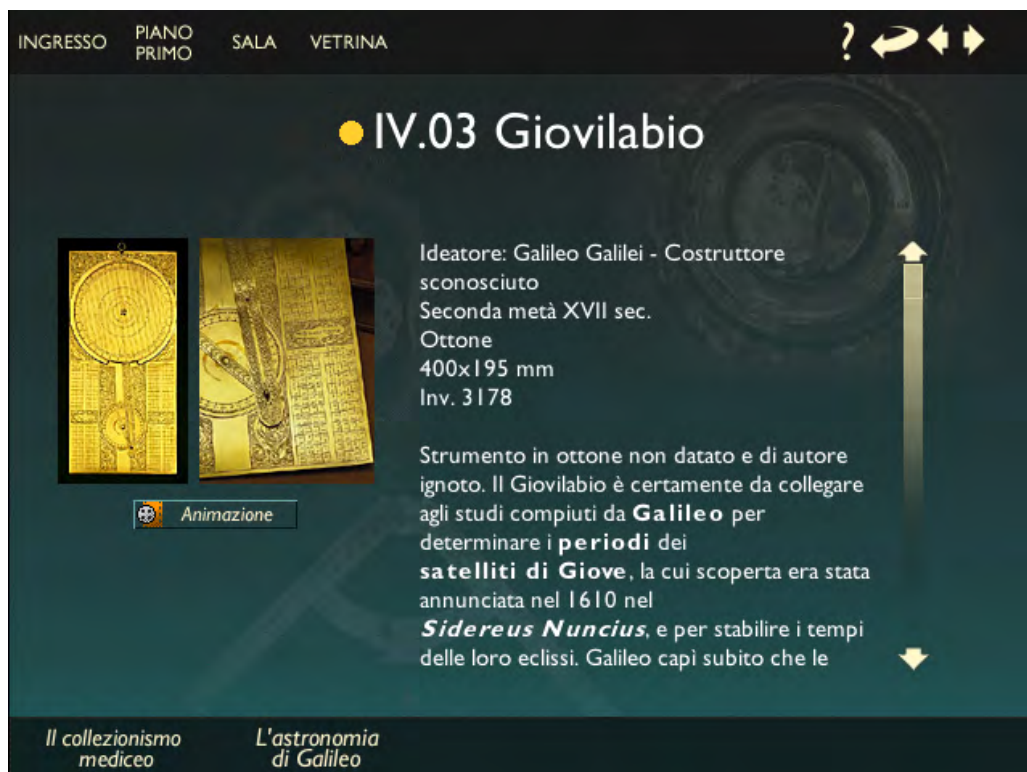 INGRESSO
PIANO
PRIMO
SALA
VETRINA
?
IV.03 Giovilabio
Ideatore: Galileo Galilei - Costruttore
sconosciuto
Seconda metà XVII sec.
Ottone
400x195 mm
Inv. 3178
Strumento in ottone non datato e di autore
ignoto. Il Giovilabio è certamente da collegare
agli studi compiuti da Galileo per
determinare i periodi dei
satelliti di Giove, la cui scoperta era stata
annunciata nel 1610 nel
Sidereus Nuncius, e per stabilire i tempi
delle loro eclissi. Galileo capì subito che le
Animazione
Il collezionismo
mediceo
L'astronomia
di Galileo